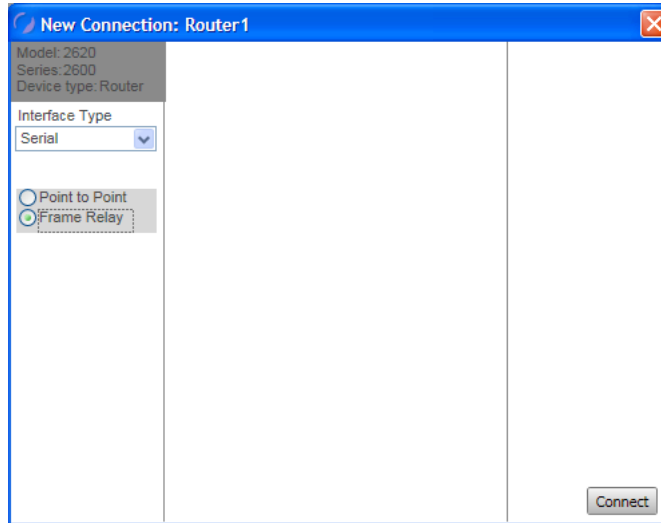 New Connection: Router1
Model: 2620
Series: 2600
Device type: Router
Interface Type
Serial
Point to Point
Frame Relay
Connect